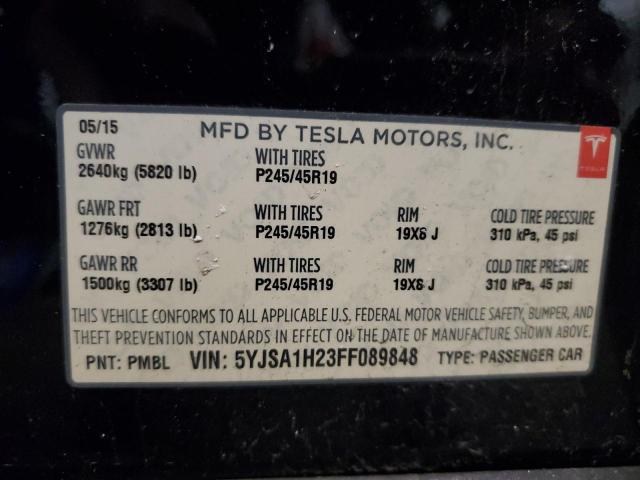 05/15 MFD BY TESLA MOTORS, INC.
GVWR WITH TIRES
2640kg (5820 lb) P245/45R19
TESLA
GAWR FRT WITH TIRES RIM COLD TIRE PRESSURE
1276kg (2813 lb) P245/45R19 19X8 J 310 kPa, 45 psi
GAWR RR WITH TIRES RIM COLD TIRE PRESSURE
1500kg (3307 lb) P245/45R19 19X8 J 310 kPa, 45 psi
THIS VEHICLE CONFORMS TO ALL APPLICABLE U.S. FEDERAL MOTOR VEHICLE SAFETY, BUMPER, AND
THEFT PREVENTION STANDARDS IN EFFECT ON THE DATE OF MANUFACTURE SHOWN ABOVE.
PNT: PMBL VIN: 5YJSA1H23FF089848 TYPE: PASSENGER CAR